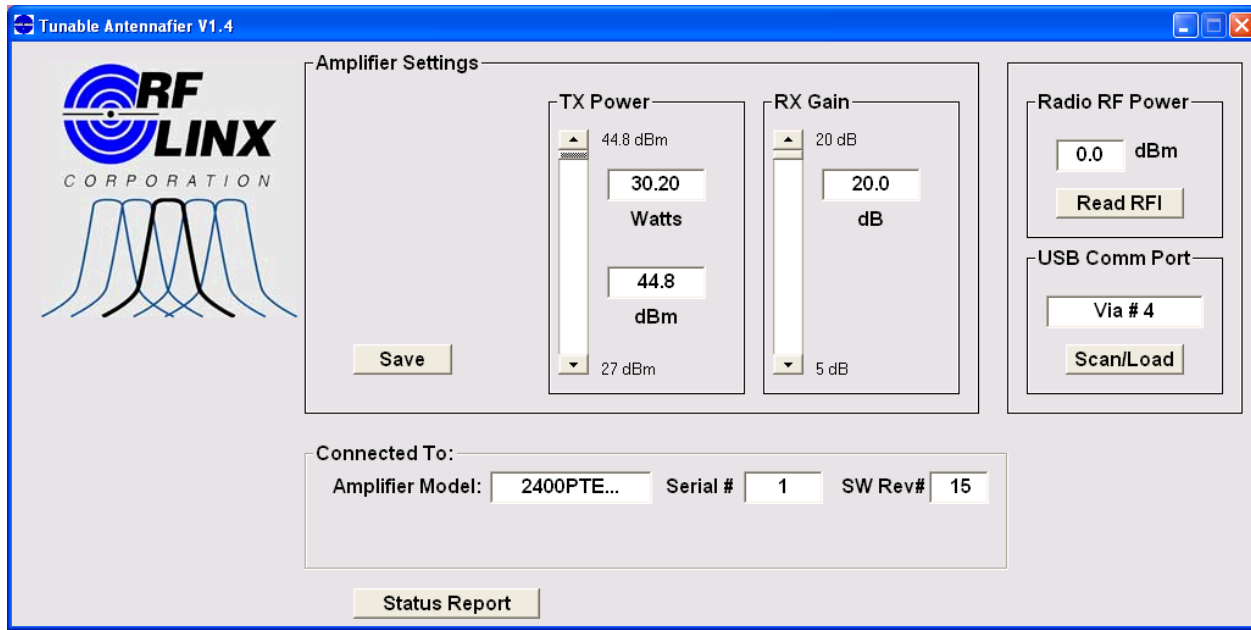 Tunable Antennafier V1.4
RF
LINX
CORPORATION
Amplifier Settings
TX Power
44.8 dBm
30.20
Watts
44.8
dBm
27 dBm
RX Gain
20 dB
20.0
dB
5 dB
Save
Radio RF Power
0.0 dBm
Read RFI
USB Comm Port
Via # 4
Scan/Load
Connected To:
Amplifier Model: 2400PTE... Serial # 1 SW Rev# 15
Status Report